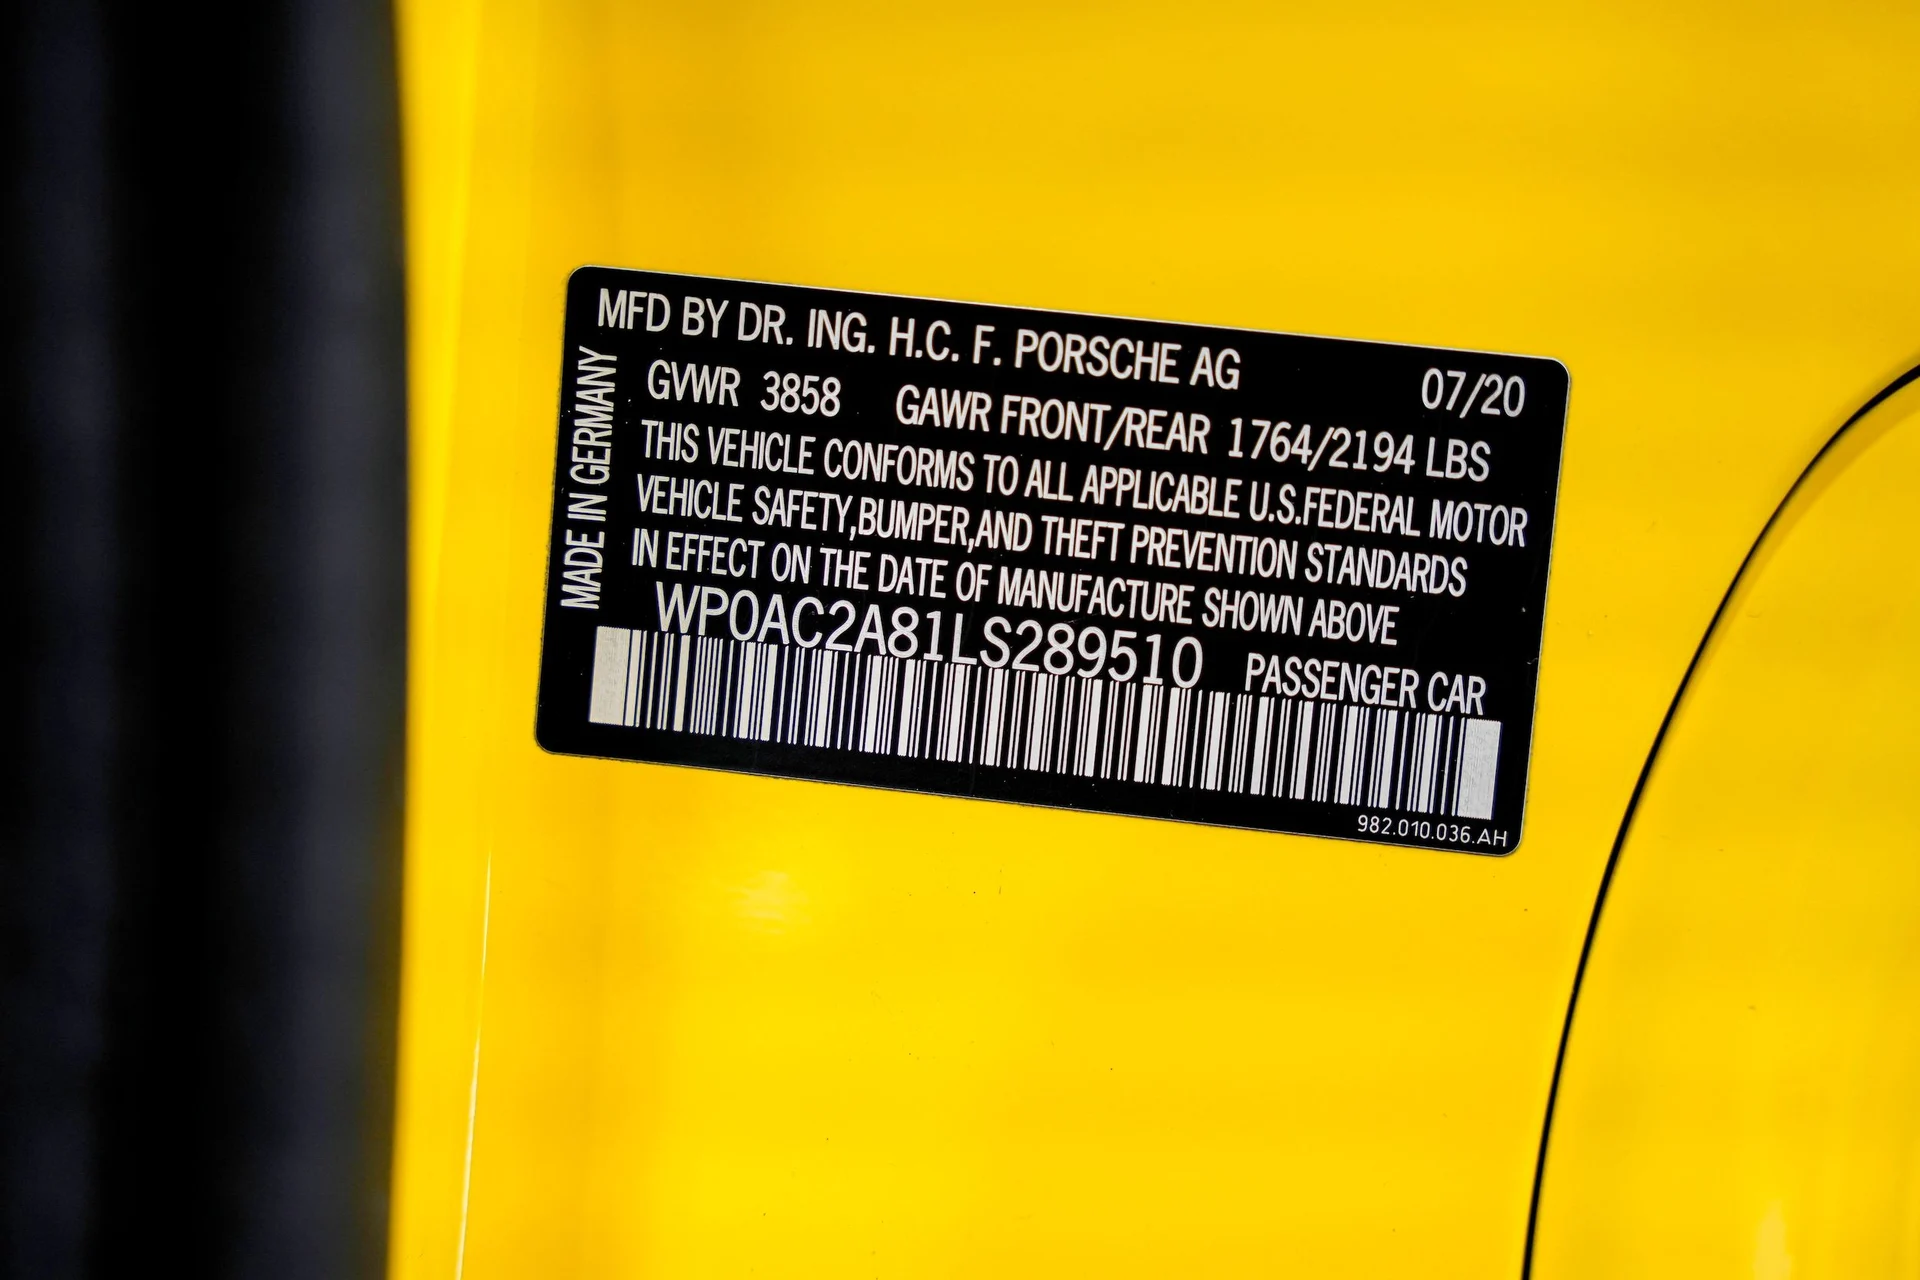 MFD BY DR. ING. H.C. F. PORSCHE AG
07/20
MADE IN GERMANY
GVWR 3858 GAWR FRONT/REAR 1764/2194 LBS
THIS VEHICLE CONFORMS TO ALL APPLICABLE U.S.FEDERAL MOTOR
VEHICLE SAFETY,BUMPER,AND THEFT PREVENTION STANDARDS
IN EFFECT ON THE DATE OF MANUFACTURE SHOWN ABOVE
WP0AC2A81LS289510 PASSENGER CAR
982.010.036.AH